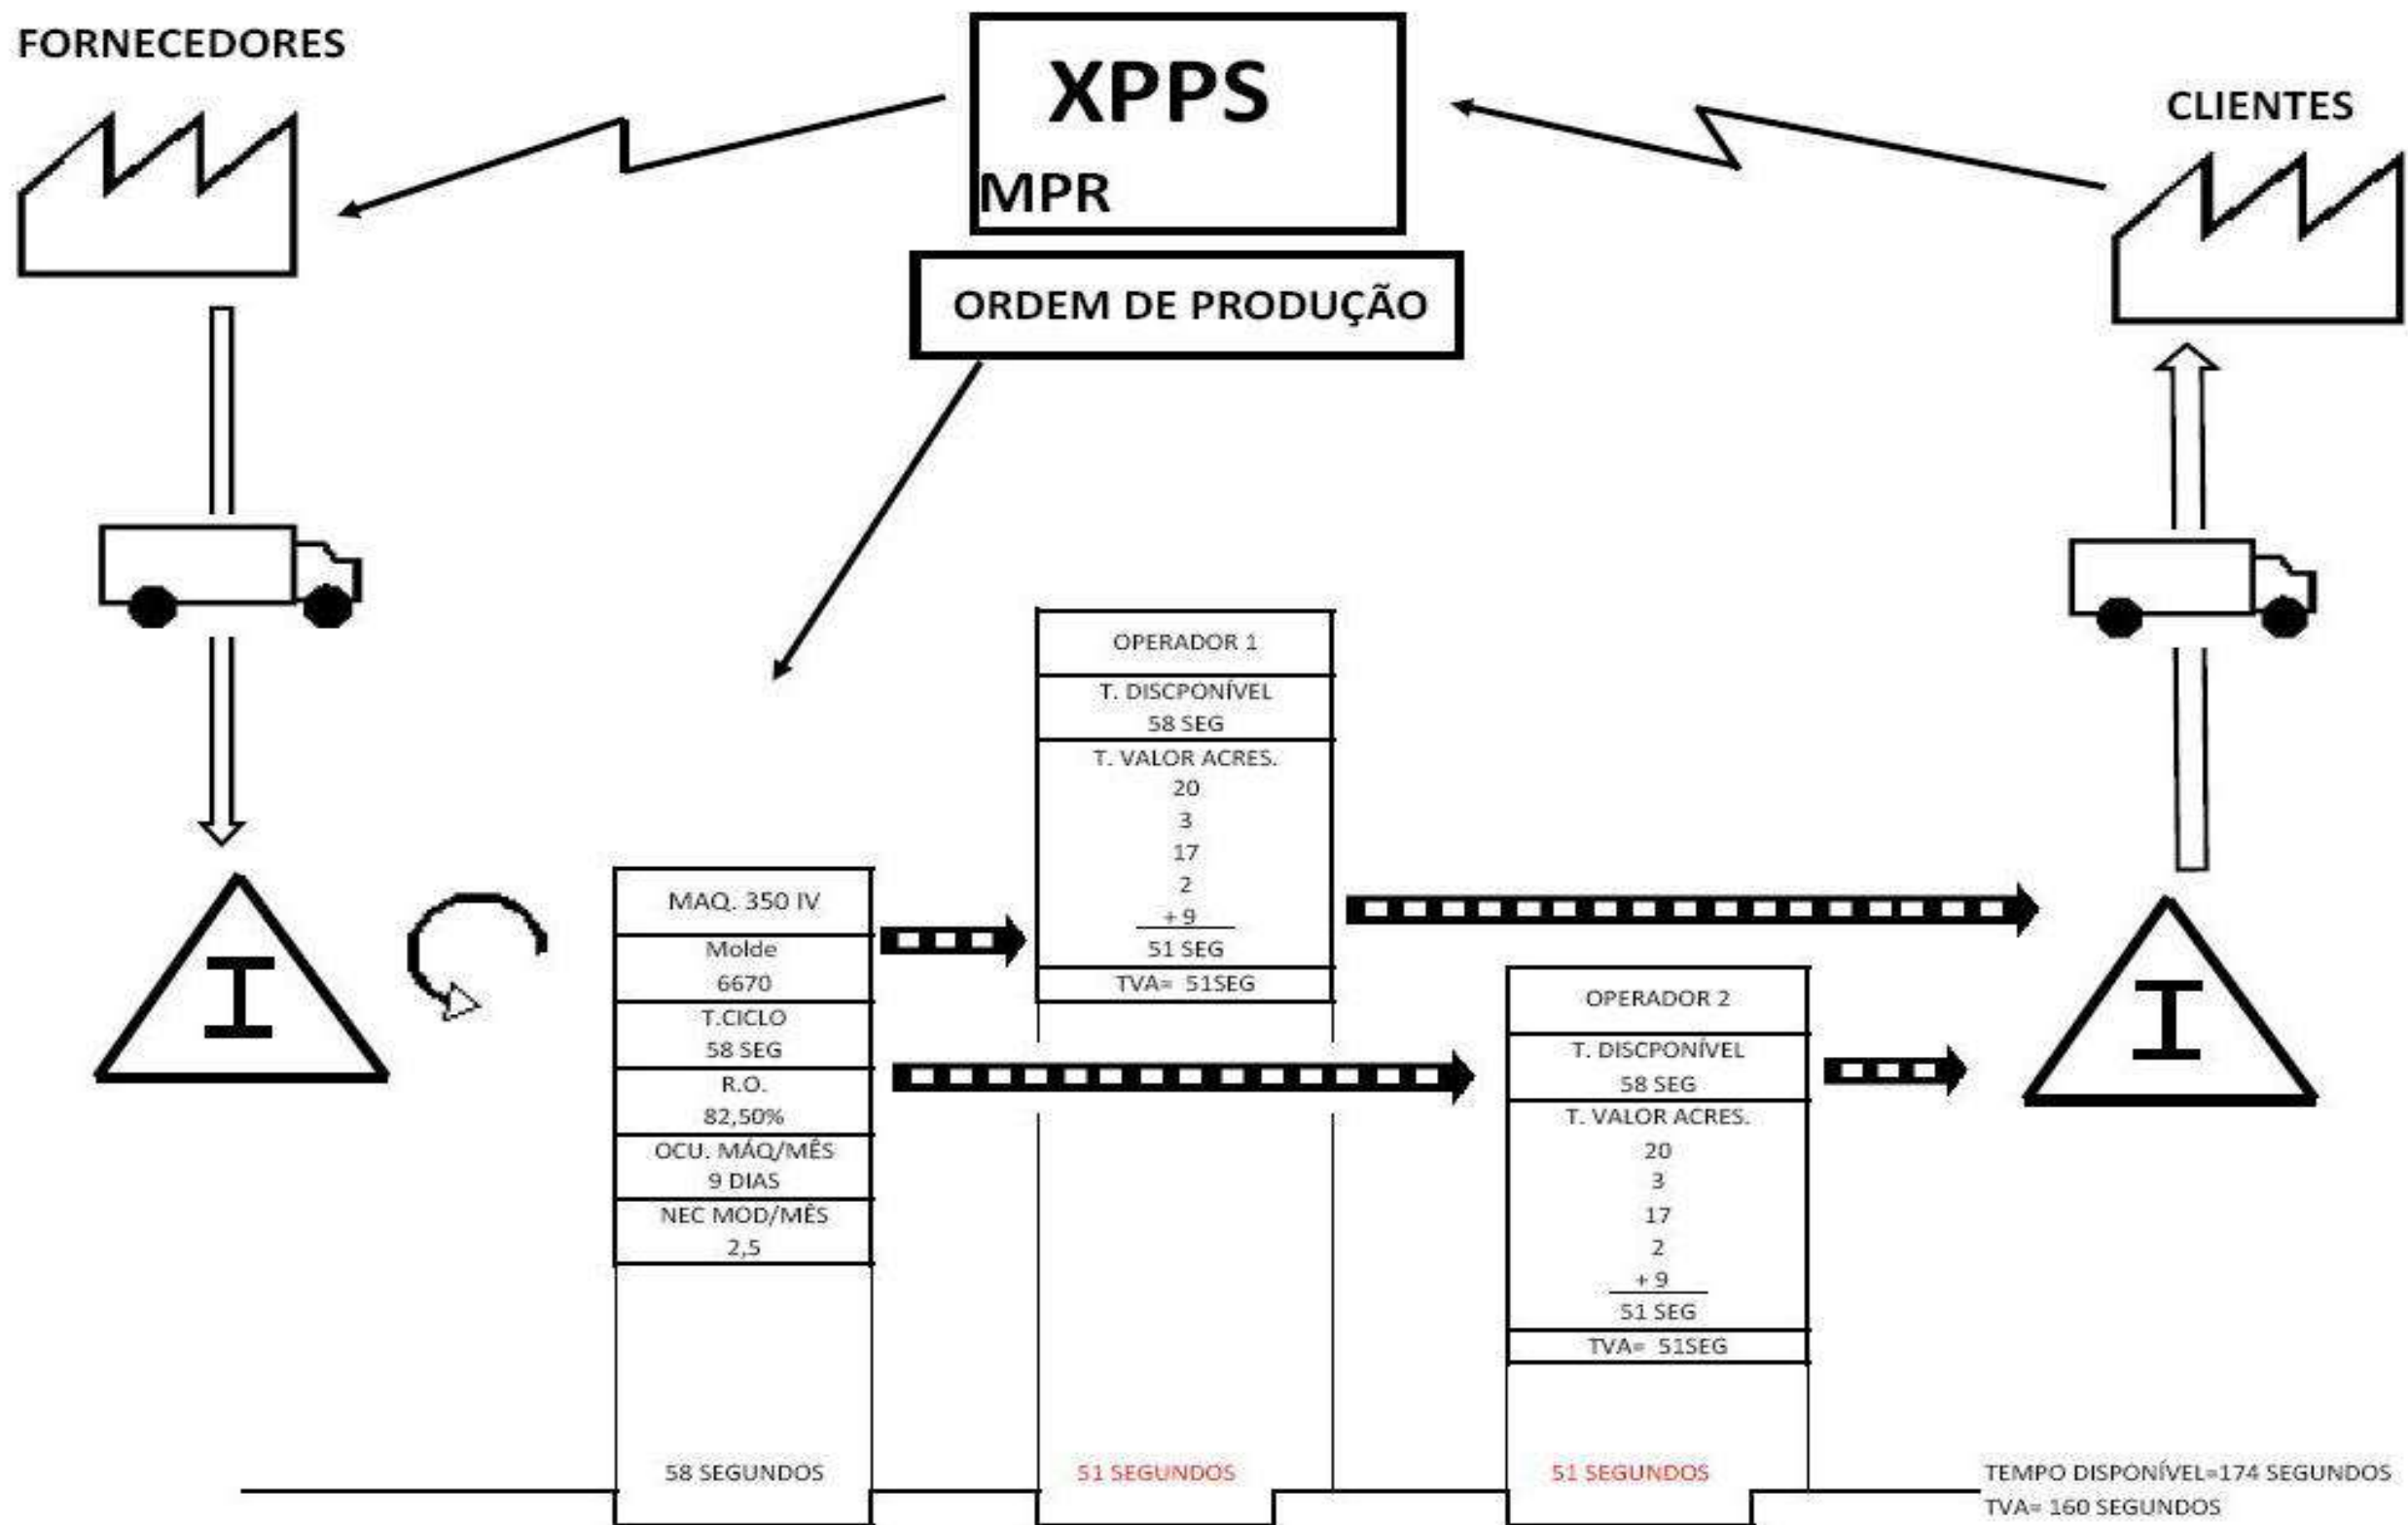 FORNECEDORES
XPPS
MPR
CLIENTES
ORDEM DE PRODUÇÃO
MAQ. 350 IV
Molde
6670
T.CICLO
58 SEG
R.O.
82,50%
OCU. MÁQ/MÊS
9 DIAS
NEC MOD/MÊS
2,5
OPERADOR 1
T. DISCPONÍVEL
58 SEG
T. VALOR ACRES.
20
3
17
2
+ 9
51 SEG
TVA= 51SEG
OPERADOR 2
T. DISCPONÍVEL
58 SEG
T. VALOR ACRES.
20
3
17
2
+ 9
51 SEG
TVA= 51SEG
I
I
58 SEGUNDOS
51 SEGUNDOS
51 SEGUNDOS
TEMPO DISPONÍVEL=174 SEGUNDOS
TVA= 160 SEGUNDOS